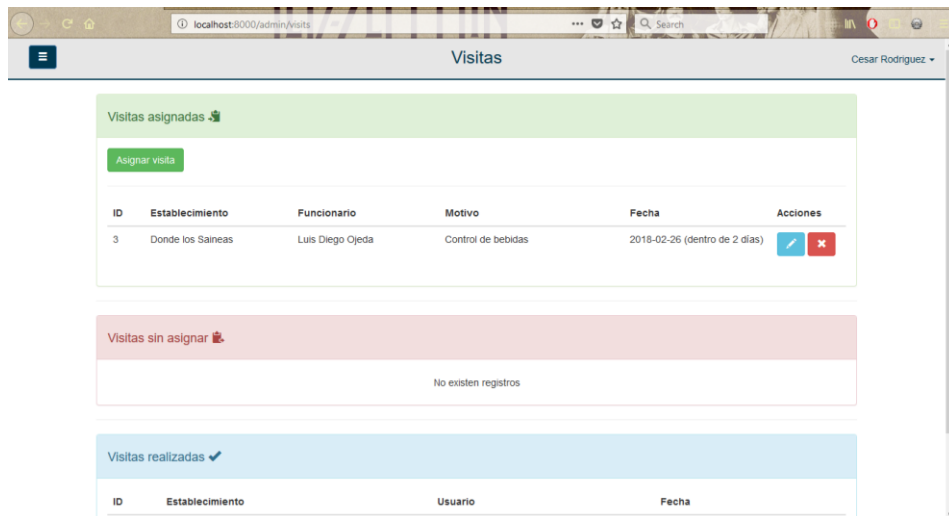 localhost:8000/admin/visits
Search
Visitas
Cesar Rodriguez
Visitas asignadas
Asignar visita
ID Establecimiento Funcionario Motivo Fecha Acciones
3 Donde los Saineas Luis Diego Ojeda Control de bebidas 2018-02-26 (dentro de 2 días)
Visitas sin asignar
No existen registros
Visitas realizadas
ID Establecimiento Usuario Fecha